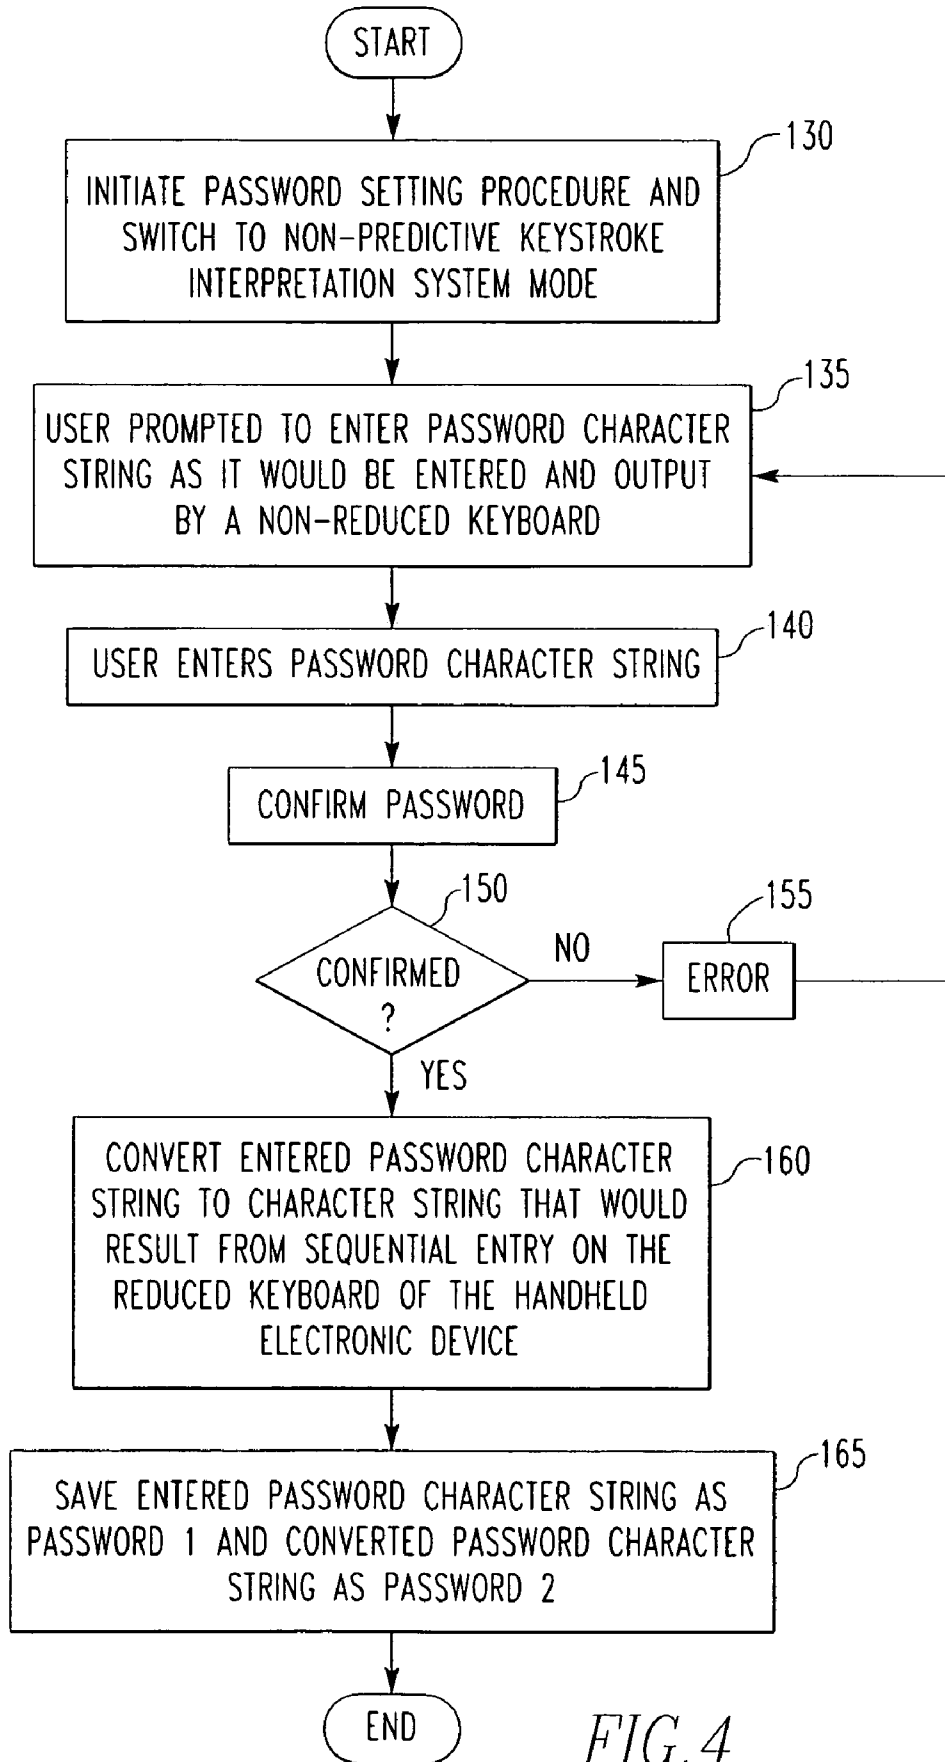 START
130
INITIATE PASSWORD SETTING PROCEDURE AND
SWITCH TO NON-PREDICTIVE KEYSTROKE
INTERPRETATION SYSTEM MODE
135
USER PROMPTED TO ENTER PASSWORD CHARACTER
STRING AS IT WOULD BE ENTERED AND OUTPUT
BY A NON-REDUCED KEYBOARD
140
USER ENTERS PASSWORD CHARACTER STRING
145
CONFIRM PASSWORD
150
CONFIRMED
?
NO
155
ERROR
YES
160
CONVERT ENTERED PASSWORD CHARACTER
STRING TO CHARACTER STRING THAT WOULD
RESULT FROM SEQUENTIAL ENTRY ON THE
REDUCED KEYBOARD OF THE HANDHELD
ELECTRONIC DEVICE
165
SAVE ENTERED PASSWORD CHARACTER STRING AS
PASSWORD 1 AND CONVERTED PASSWORD CHARACTER
STRING AS PASSWORD 2
END
FIG.4